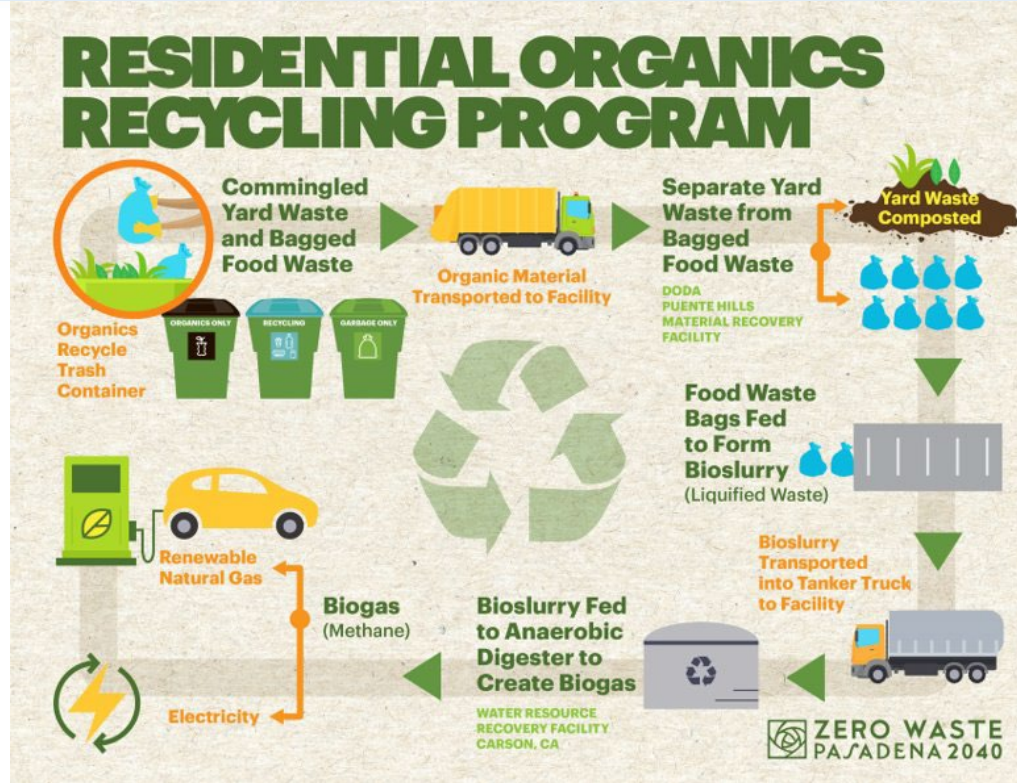 RESIDENTIAL ORGANICS
RECYCLING PROGRAM
Commingled
Yard Waste
and Bagged
Food Waste
Organic Material
Transported to Facility
Separate Yard
Waste from
Bagged
Food Waste
DODA
PUENTE HILLS
MATERIAL RECOVERY
FACILITY
Yard Waste
Composted
Organics
Recycle
Trash
Container
ORGANICS ONLY
RECYCLING
GARBAGE ONLY
Food Waste
Bags Fed
to Form
Bioslurry
(Liquified Waste)
Bioslurry
Transported
into Tanker Truck
to Facility
Bioslurry Fed
to Anaerobic
Digester to
Create Biogas
WATER RESOURCE
RECOVERY FACILITY
CARSON, CA
Biogas
(Methane)
Renewable
Natural Gas
Electricity
ZERO WASTE
PASADENA 2040